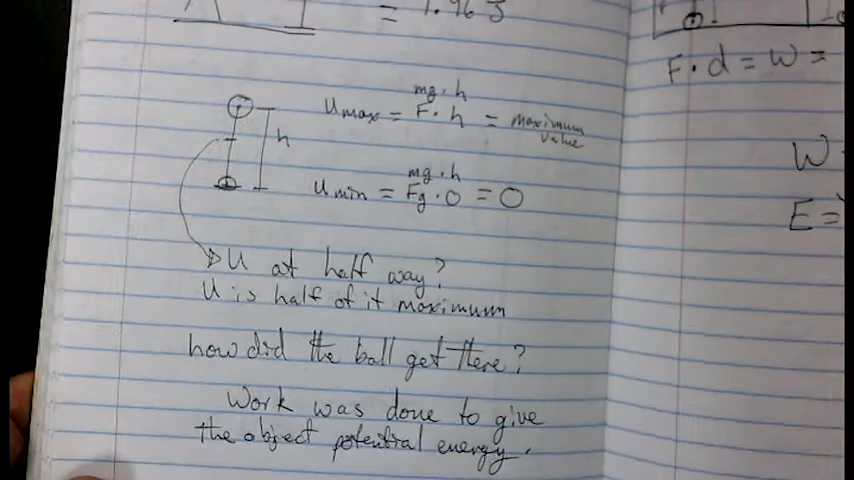 = 1.96 J
mg·h
Umax = F·h = maximum value
h
mg·h
Umin = Fg·0 = 0
U at half way?
U is half of it maximum
how did the ball get there?
Work was done to give
the object potential energy.
F·d = W =
W
E =